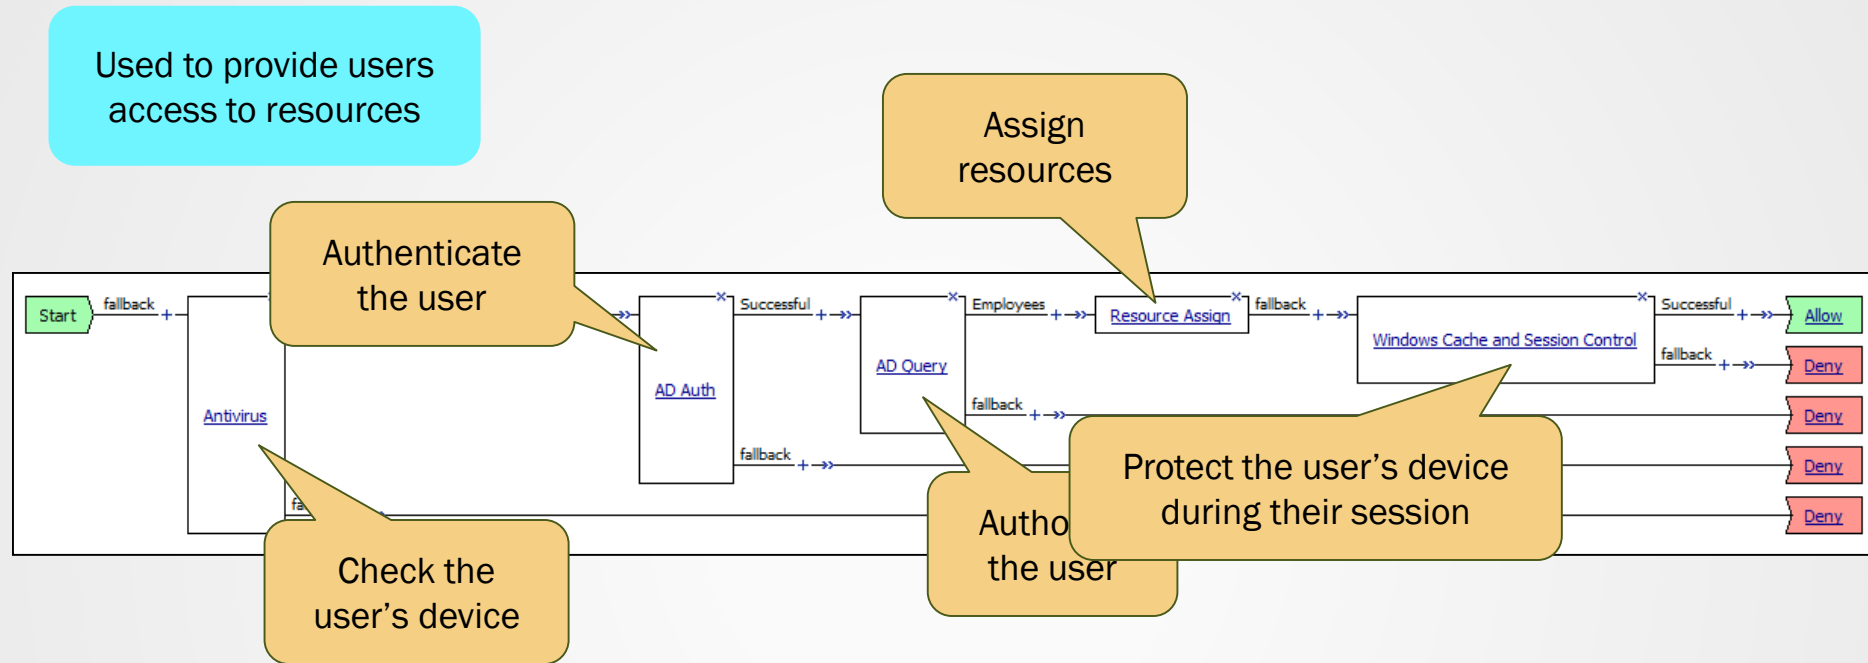 Used to provide users
access to resources
Assign
resources
Authenticate
the user
Start
fallback
Antivirus
AD Auth
Successful
fallback
AD Query
Employees
fallback
Resource Assign
fallback
Windows Cache and Session Control
Successful
fallback
Allow
Deny
Deny
Deny
Deny
Check the
user’s device
the user
Protect the user’s device
during their session